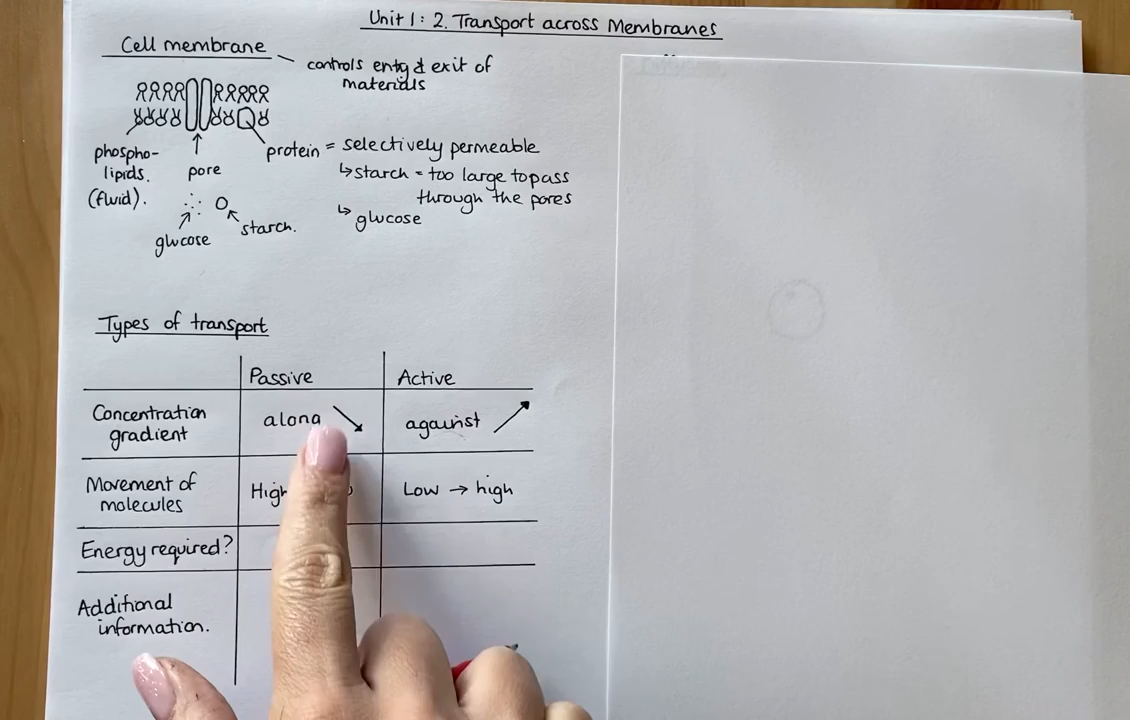 Unit 1: 2. Transport across Membranes
Cell membrane
controls entry & exit of
materials
phospho-
lipids.
(fluid).
pore
protein = selectively permeable
↳ starch = too large to pass
through the pores
↳ glucose
glucose
starch.
Types of transport
Passive Active
Concentration
gradient
along ↘ against ↗
Movement of
molecules
High Low → high
Energy required?
Additional
information.